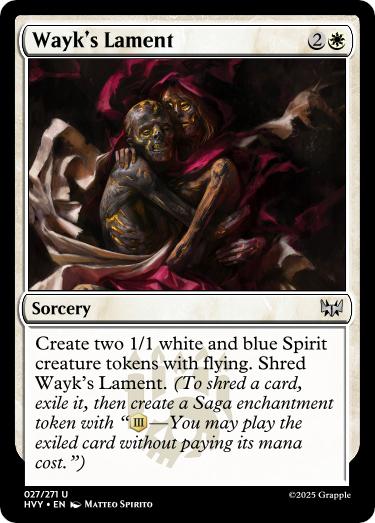 Wayk's Lament 2
Sorcery
Create two 1/1 white and blue Spirit
creature tokens with flying. Shred
Wayk's Lament. (To shred a card,
exile it, then create a Saga enchantment
token with “III—You may play the
exiled card without paying its mana
cost.”)
027/271 U
HVY • EN Matteo Spirito
©2025 Grapple